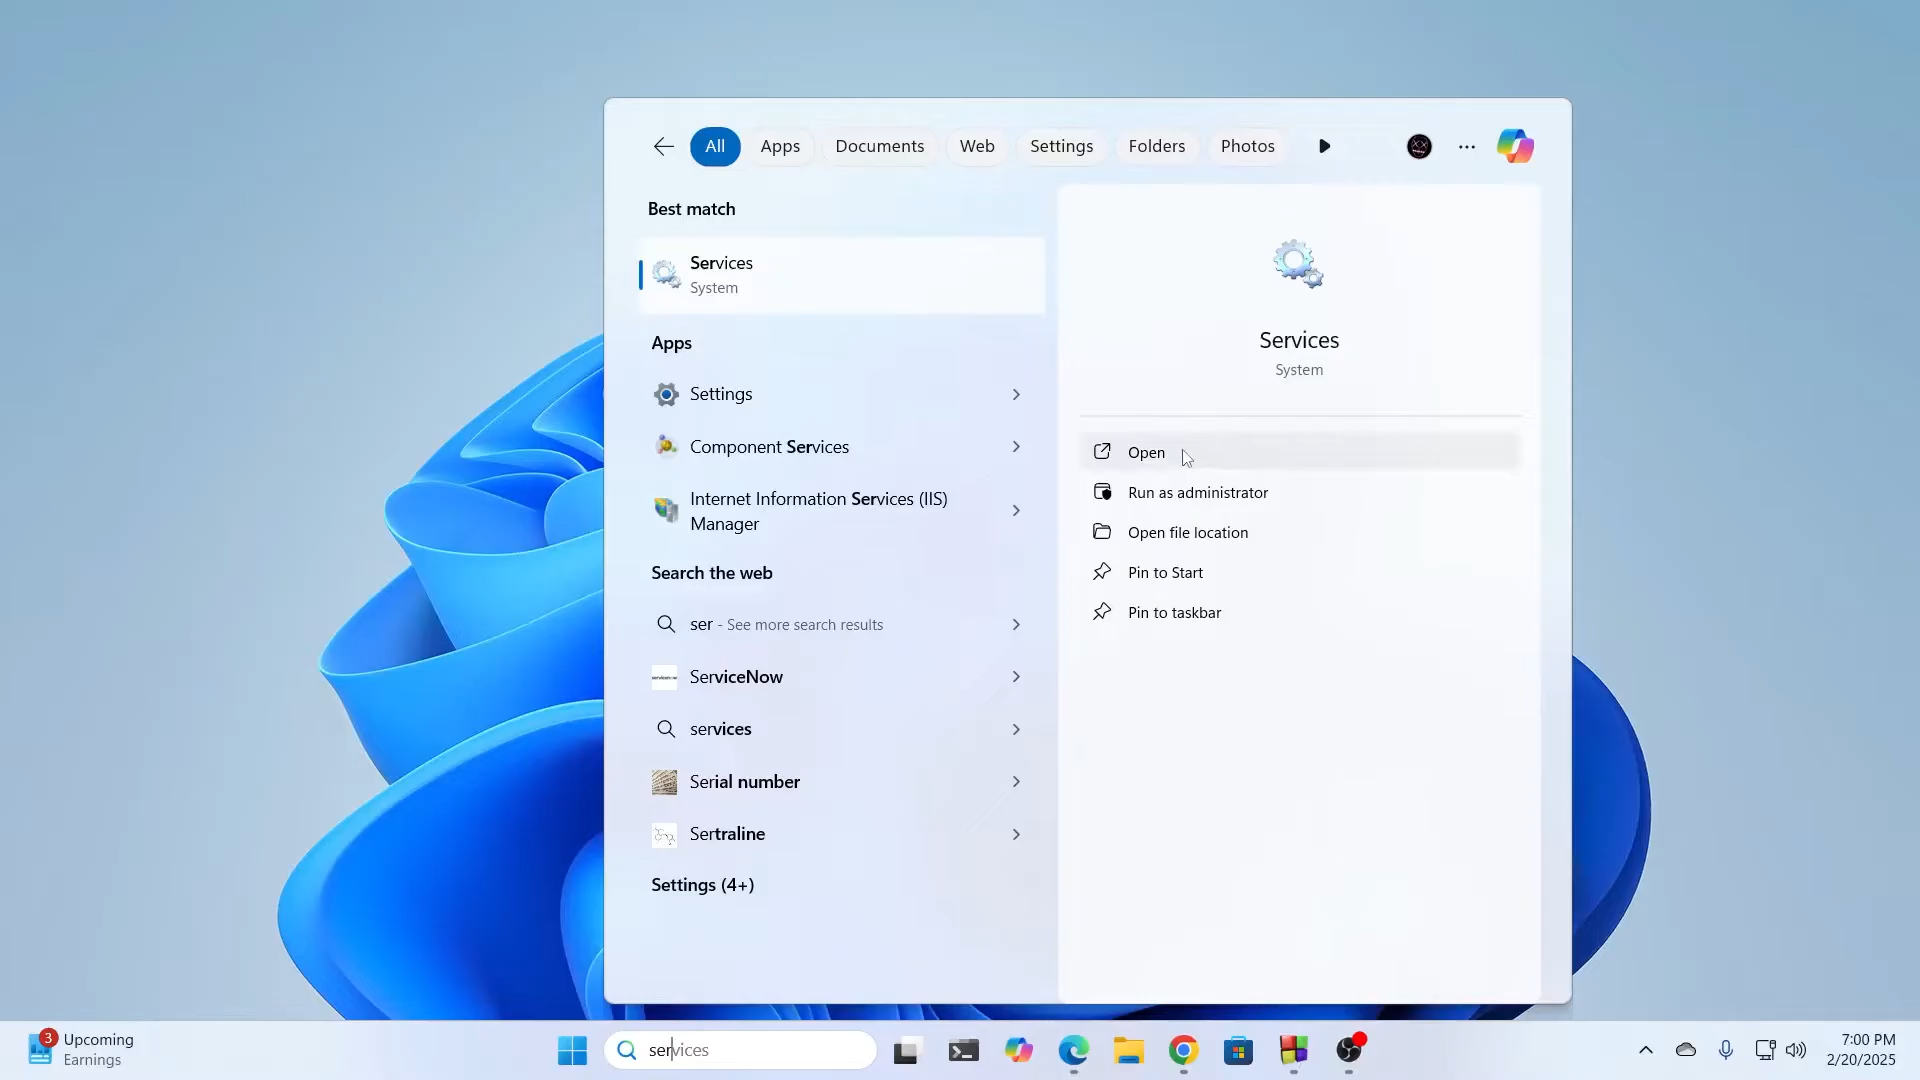 All
Apps
Documents
Web
Settings
Folders
Photos
Best match
Services
System
Apps
Settings
Component Services
Internet Information Services (IIS)
Manager
Search the web
ser - See more search results
ServiceNow
services
Serial number
Sertraline
Settings (4+)
Services
System
Open
Run as administrator
Open file location
Pin to Start
Pin to taskbar
3
Upcoming
Earnings
services
7:00 PM
2/20/2025